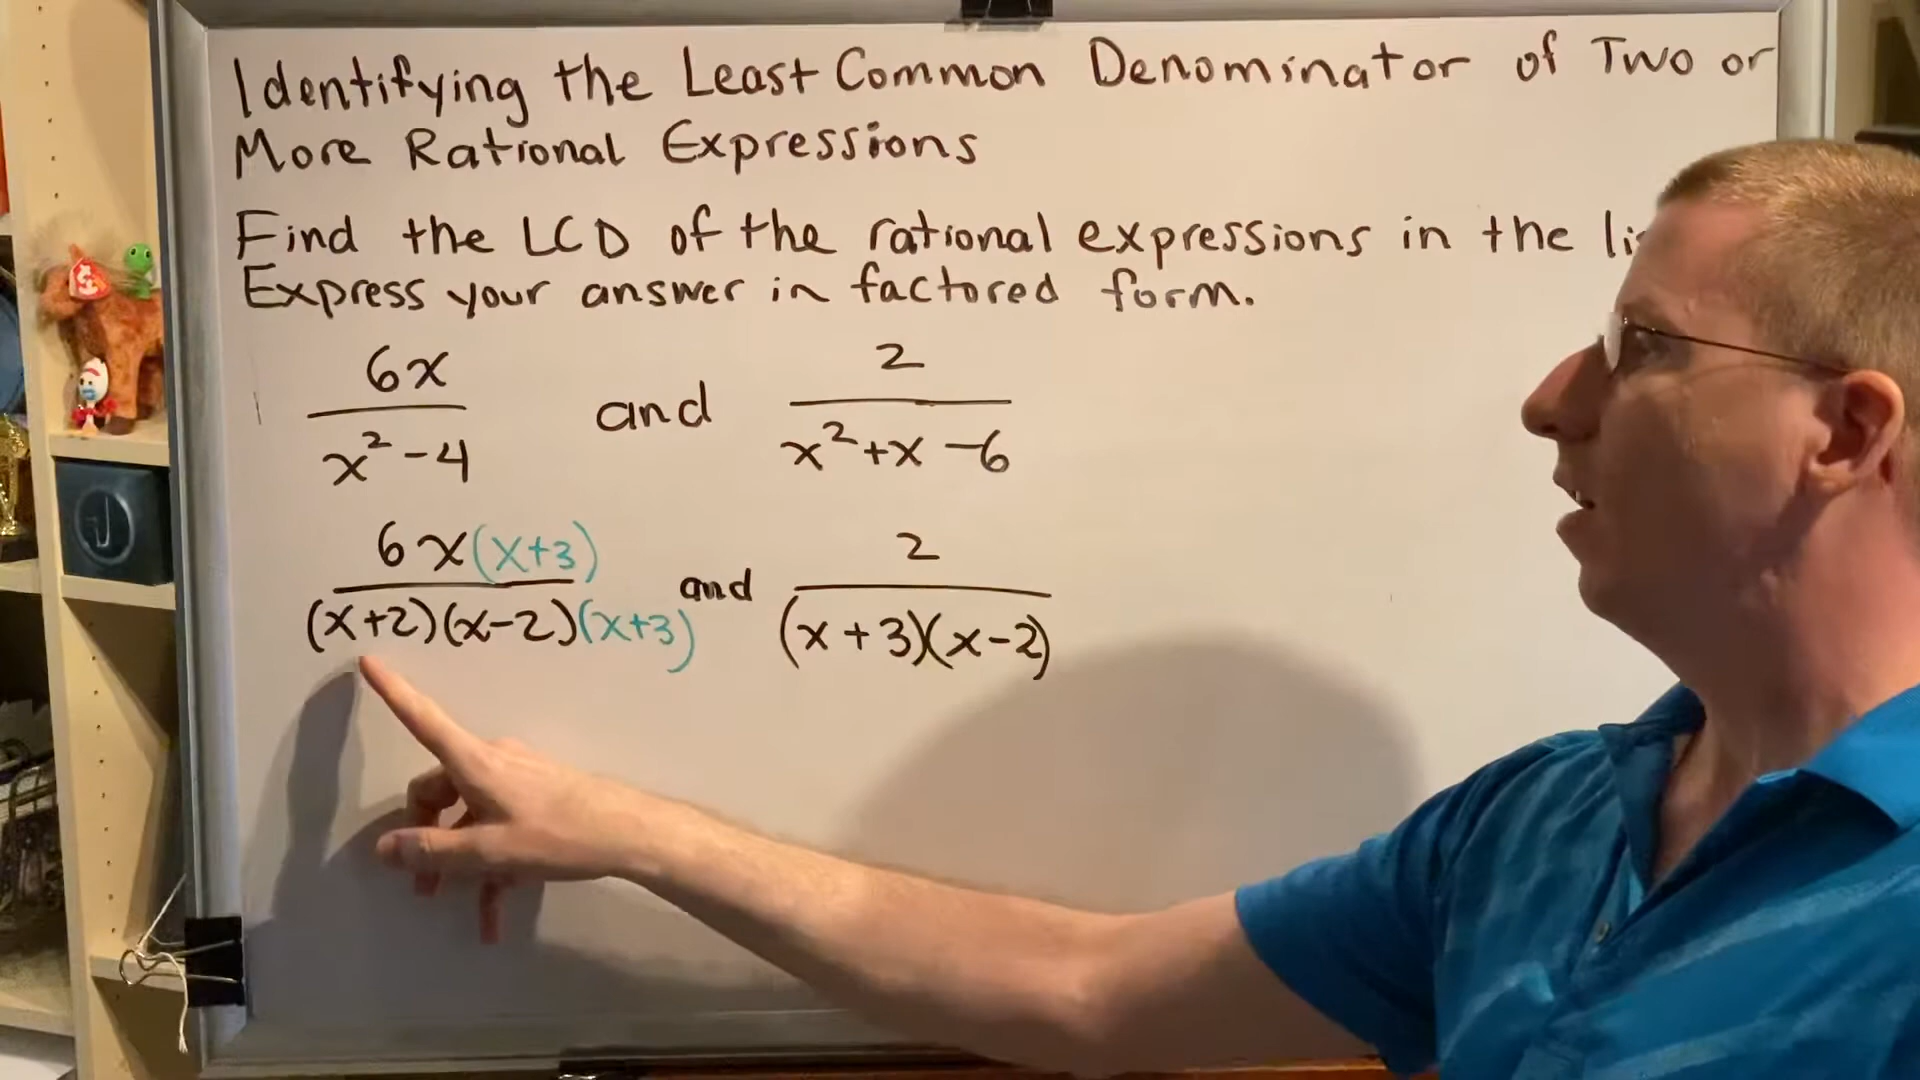 Identifying the Least Common Denominator of Two or
More Rational Expressions
Find the LCD of the rational expressions in the
Express your answer in factored form.
6x and 2
x²-4 x²+x-6
6x(x+3) and 2
(x+2)(x-2)(x+3) (x+3)(x-2)